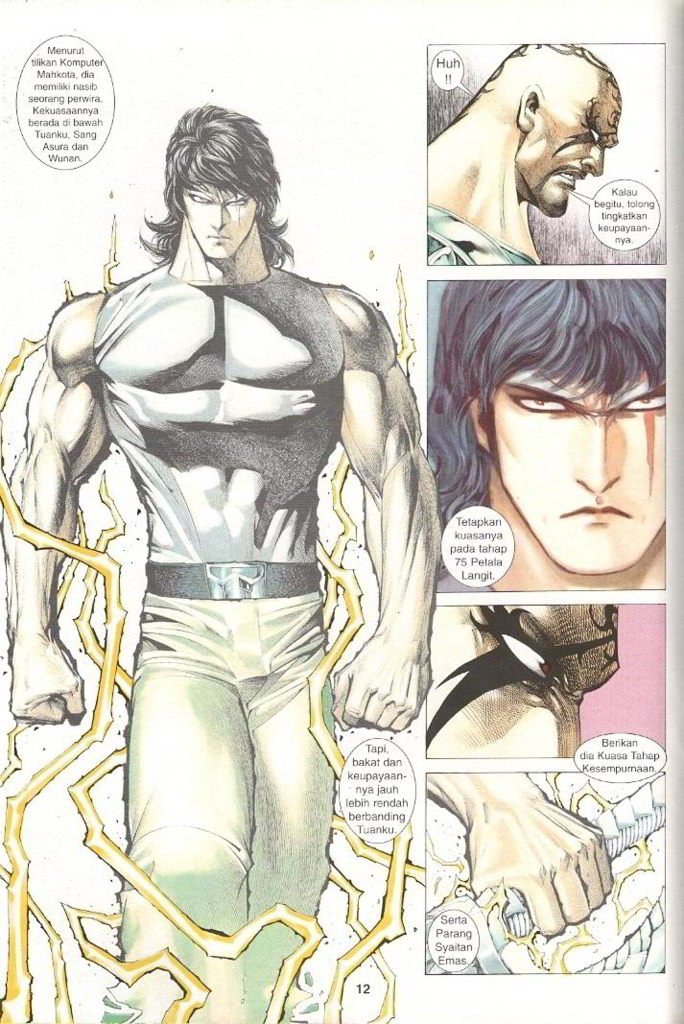 Menurut
tilikan Komputer
Mahkota, dia
memiliki nasib
seorang perwira.
Kekuasaannya
berada di bawah
Tuanku, Sang
Asura dan
Wunan.
Tapi,
bakat dan
keupayaan-
nya jauh
lebih rendah
berbanding
Tuanku.
Huh
!!
Kalau
begitu, tolong
tingkatkan
keupayaan-
nya.
Tetapkan
kuasanya
pada tahap
75 Petala
Langit.
Berikan
dia Kuasa Tahap
Kesempurnaan.
Serta
Parang
Syaitan
Emas.
12